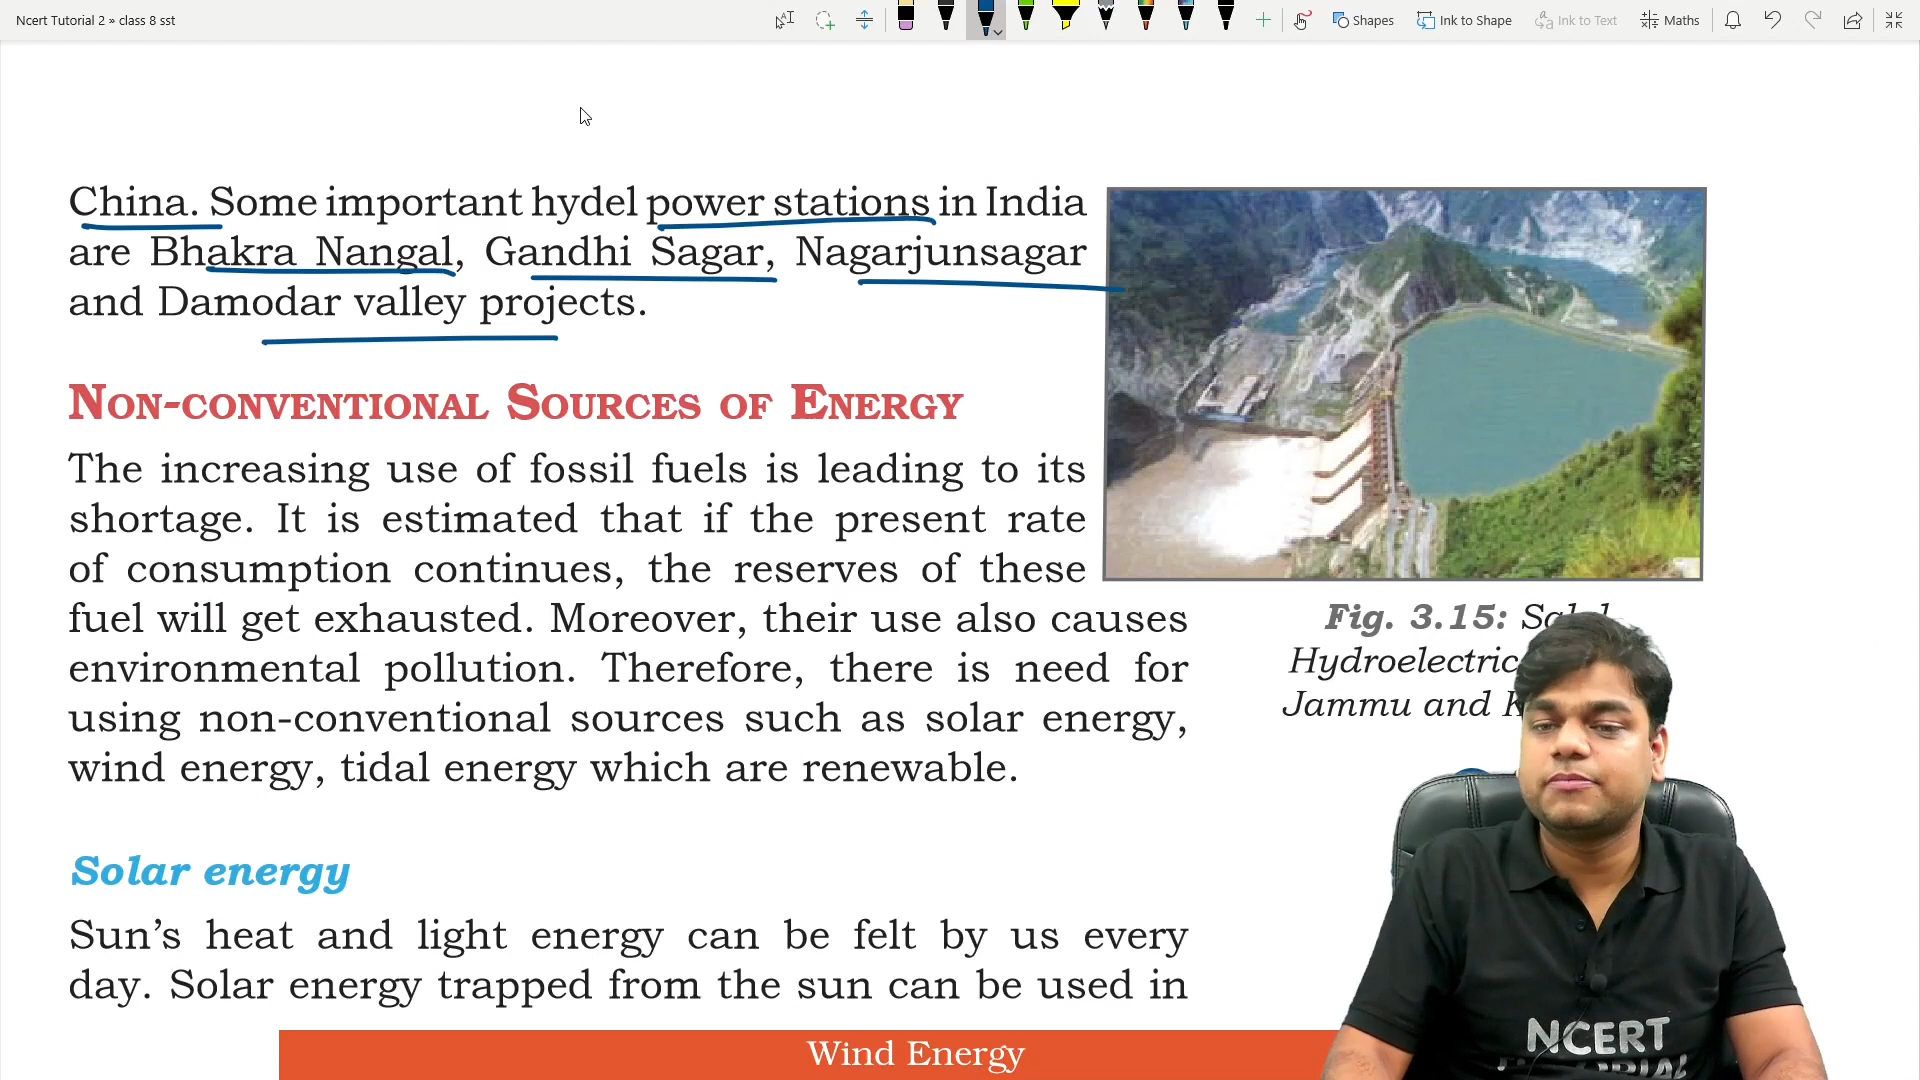 Ncert Tutorial 2 » class 8 sst
Shapes
Ink to Shape
Ink to Text
Maths
China. Some important hydel power stations in India
are Bhakra Nangal, Gandhi Sagar, Nagarjunsagar
and Damodar valley projects.
NON-CONVENTIONAL SOURCES OF ENERGY
The increasing use of fossil fuels is leading to its
shortage. It is estimated that if the present rate
of consumption continues, the reserves of these
fuel will get exhausted. Moreover, their use also causes
environmental pollution. Therefore, there is need for
using non-conventional sources such as solar energy,
wind energy, tidal energy which are renewable.
Fig. 3.15:
Hydroelectric
Jammu and
Solar energy
Sun’s heat and light energy can be felt by us every
day. Solar energy trapped from the sun can be used in
Wind Energy
NCERT